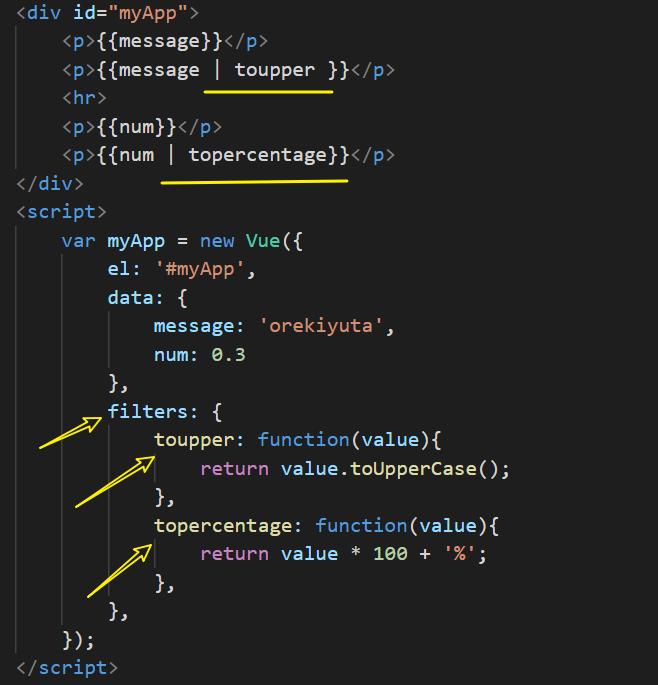 <div id="myApp">
    <p>{{message}}</p>
    <p>{{message | toupper }}</p>
    <hr>
    <p>{{num}}</p>
    <p>{{num | topercentage}}</p>
</div>
<script>
    var myApp = new Vue({
        el: '#myApp',
        data: {
            message: 'orekiyuta',
            num: 0.3
        },
        filters: {
            toupper: function(value){
                return value.toUpperCase();
            },
            topercentage: function(value){
                return value * 100 + '%';
            },
        },
    });
</script>